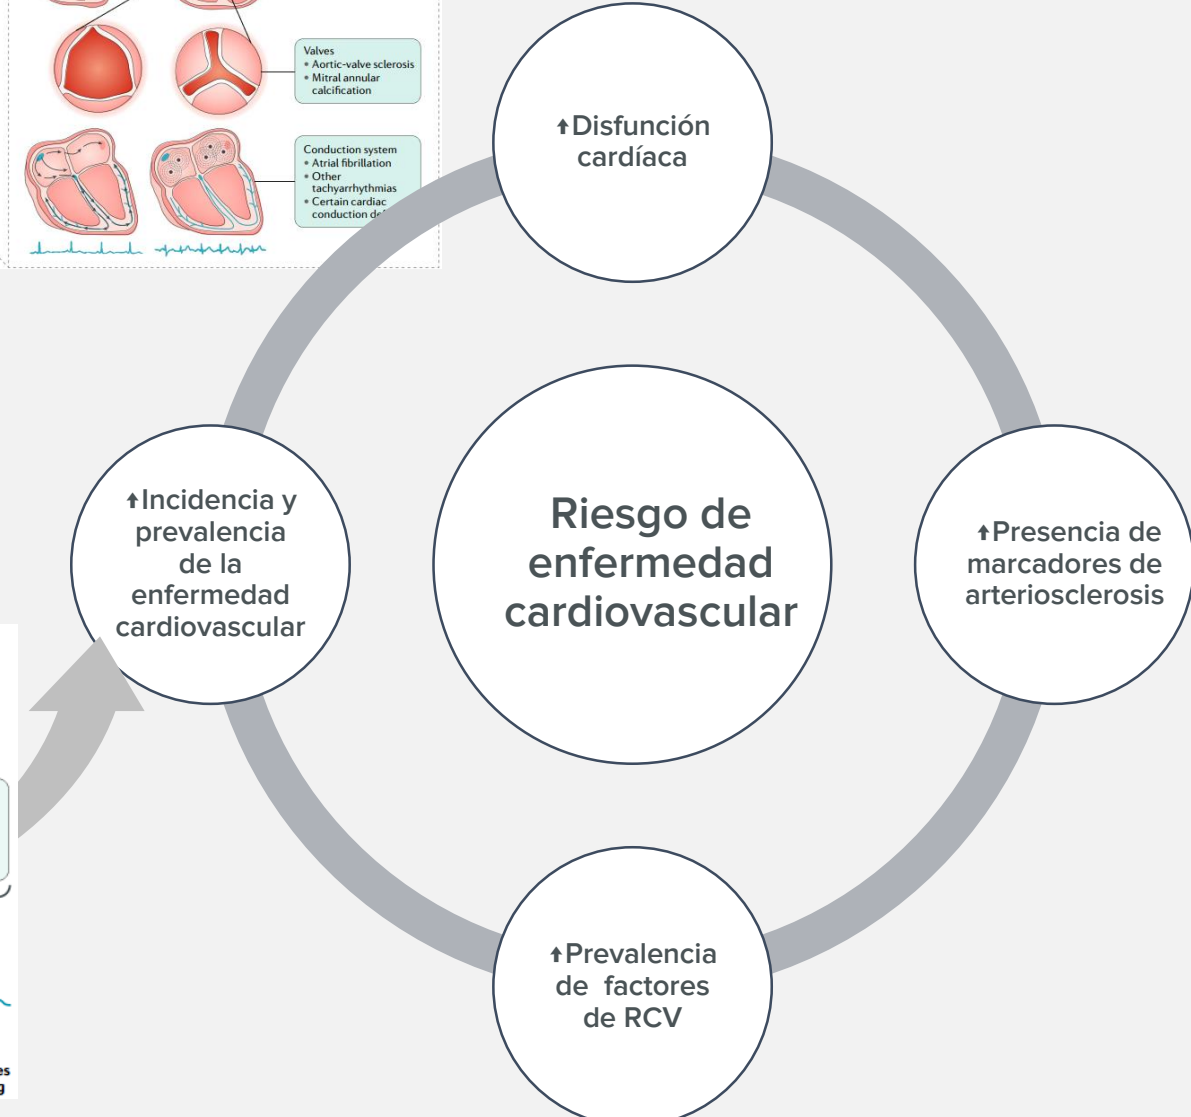 Valves
• Aortic-valve sclerosis
• Mitral annular
calcification
Conduction system
• Atrial fibrillation
• Other
tachyarrhythmias
• Certain cardiac
conduction
↑Disfunción
cardíaca
↑Incidencia y
prevalencia
de la
enfermedad
cardiovascular
Riesgo de
enfermedad
cardiovascular
↑Presencia de
marcadores de
arteriosclerosis
↑Prevalencia
de factores
de RCV